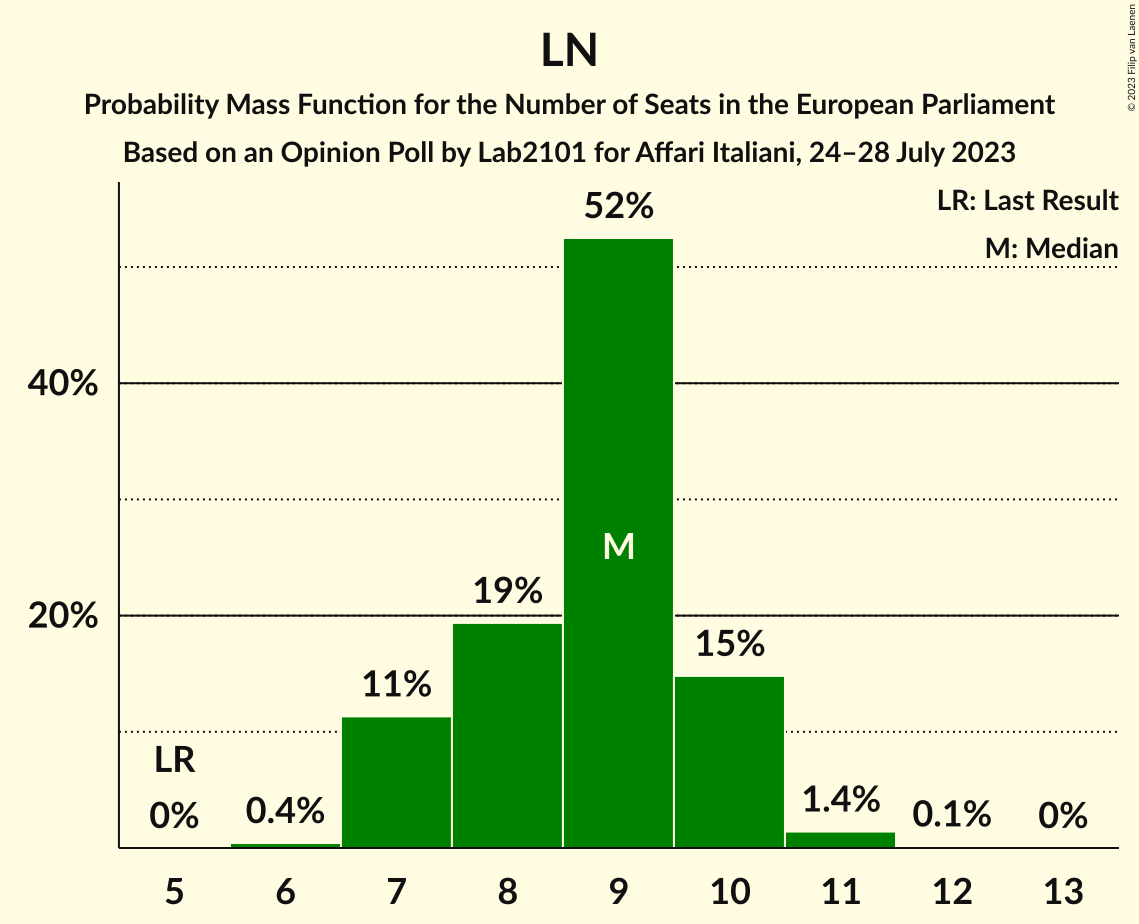 LN
Probability Mass Function for the Number of Seats in the European Parliament
Based on an Opinion Poll by Lab2101 for Affari Italiani, 24–28 July 2023
© 2023 Filip van Laenen
LR: Last Result
M: Median
52%
40%
M
19%
20%
15%
11%
LR
0%
0.4%
1.4%
0.1%
0%
5 6 7 8 9 10 11 12 13